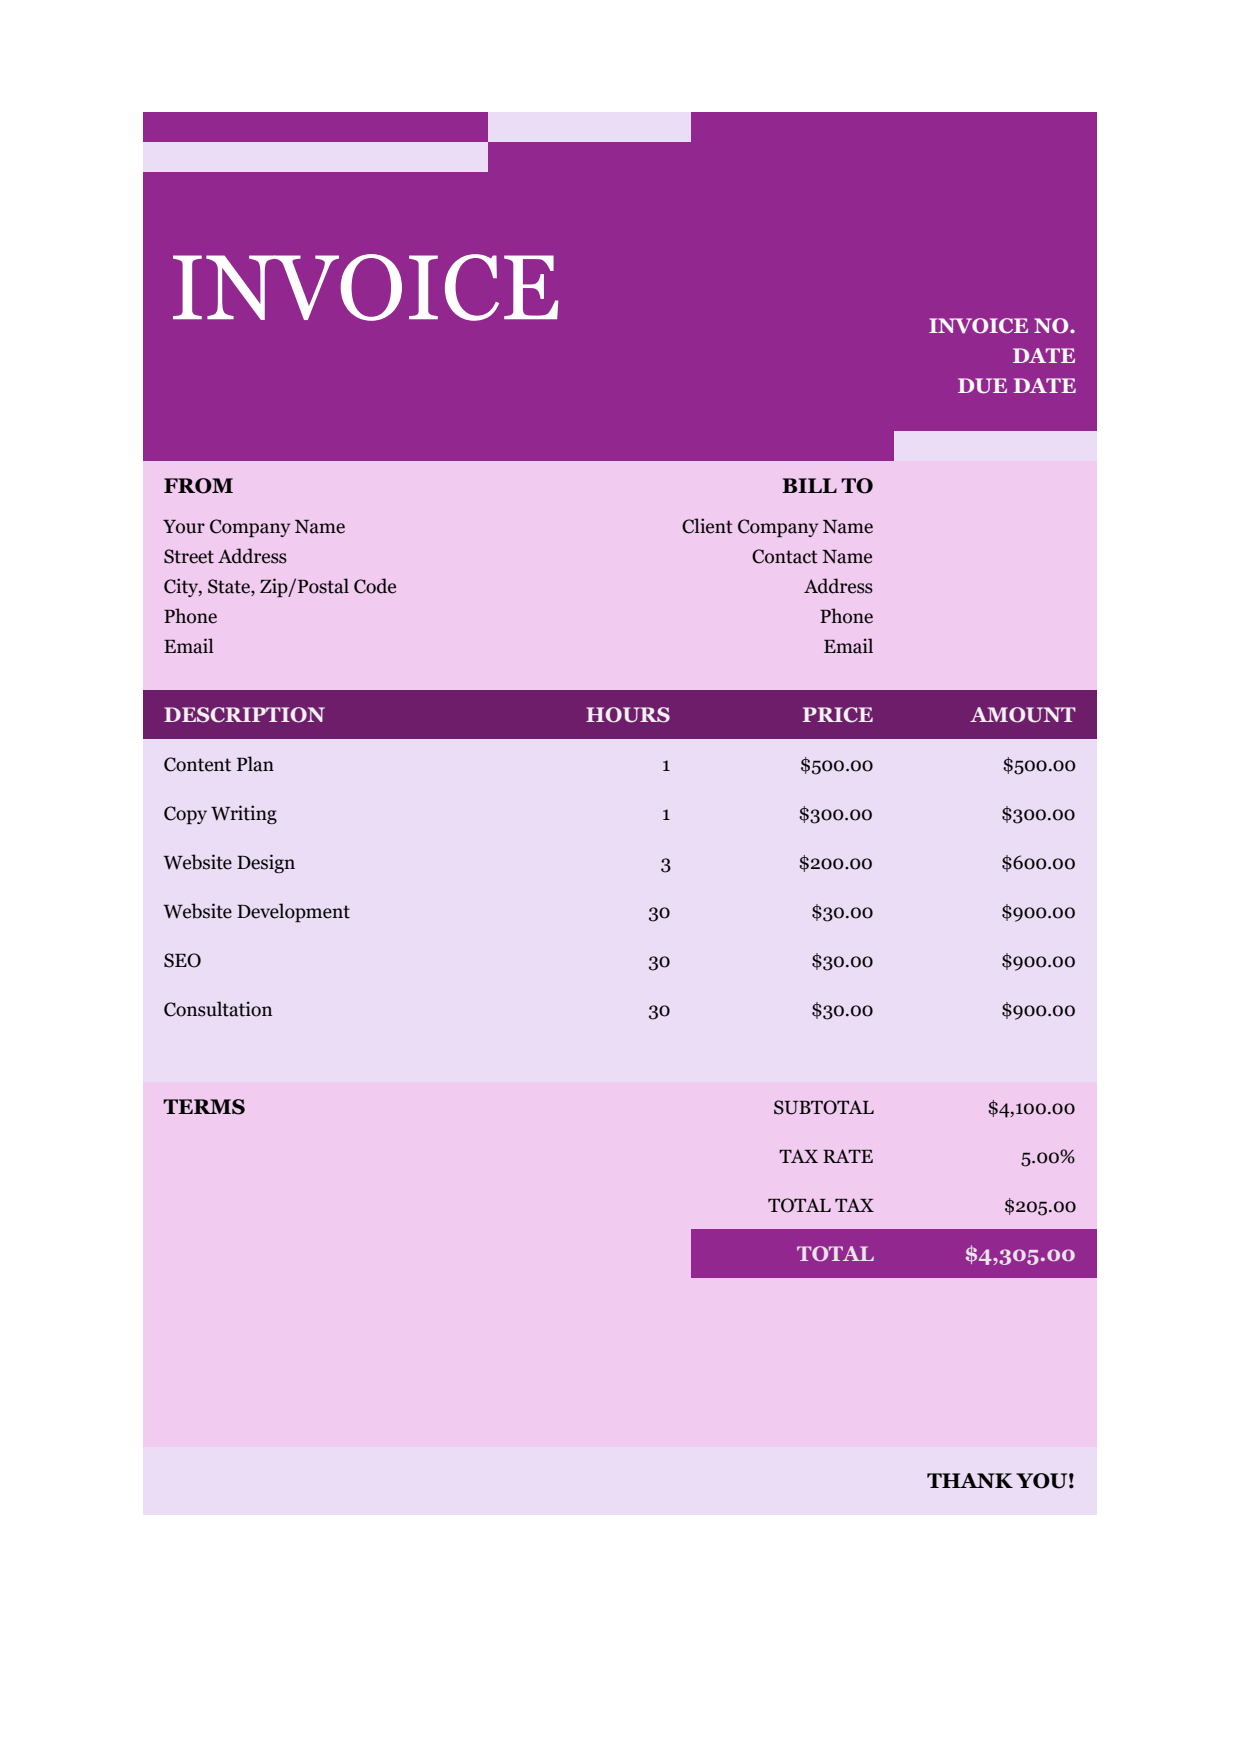 INVOICE
INVOICE NO.
DATE
DUE DATE
FROM BILL TO
Your Company Name Client Company Name
Street Address Contact Name
City, State, Zip/Postal Code Address
Phone Phone
Email Email
DESCRIPTION HOURS PRICE AMOUNT
Content Plan 1 $500.00 $500.00
Copy Writing 1 $300.00 $300.00
Website Design 3 $200.00 $600.00
Website Development 30 $30.00 $900.00
SEO 30 $30.00 $900.00
Consultation 30 $30.00 $900.00
TERMS SUBTOTAL $4,100.00
TAX RATE 5.00%
TOTAL TAX $205.00
TOTAL $4,305.00
THANK YOU!